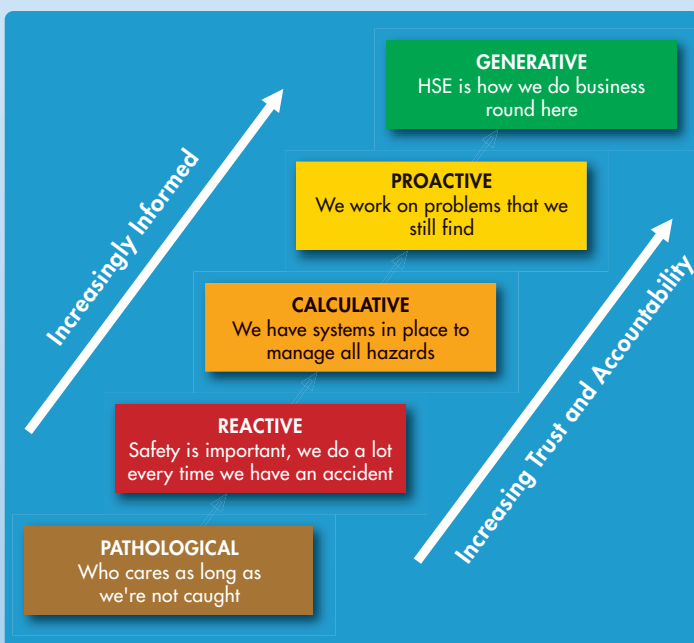 GENERATIVE
HSE is how we do business
round here
PROACTIVE
We work on problems that we
still find
CALCULATIVE
We have systems in place to
manage all hazards
REACTIVE
Safety is important, we do a lot
every time we have an accident
PATHOLOGICAL
Who cares as long as
we're not caught
Increasingly Informed
Increasing Trust and Accountability